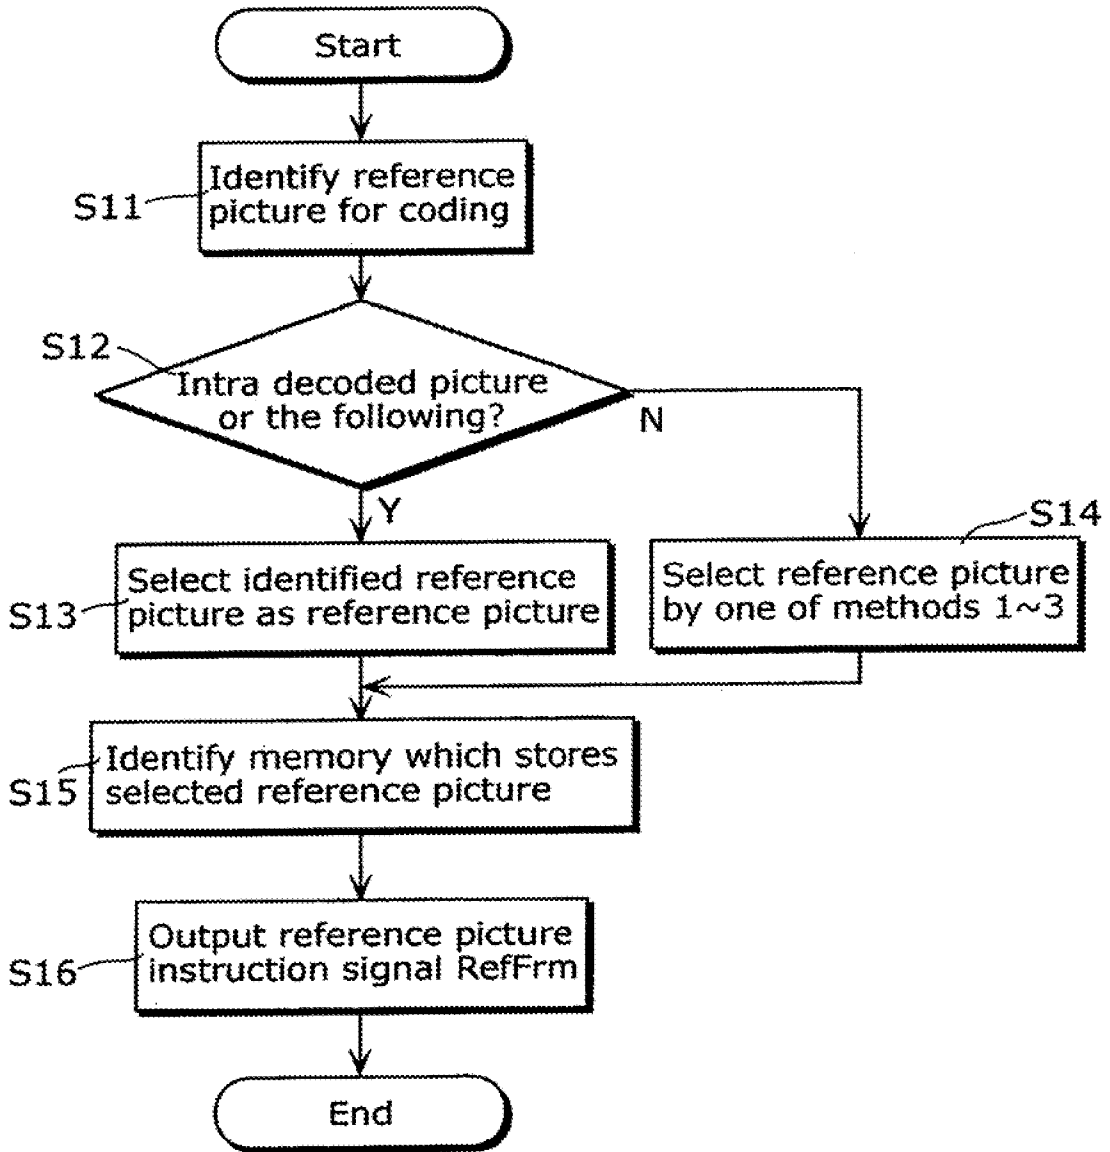 Start
S11
Identify reference
picture for coding
S12
Intra decoded picture
or the following?
N
Y
S13
Select identified reference
picture as reference picture
S14
Select reference picture
by one of methods 1~3
S15
Identify memory which stores
selected reference picture
S16
Output reference picture
instruction signal RefFrm
End